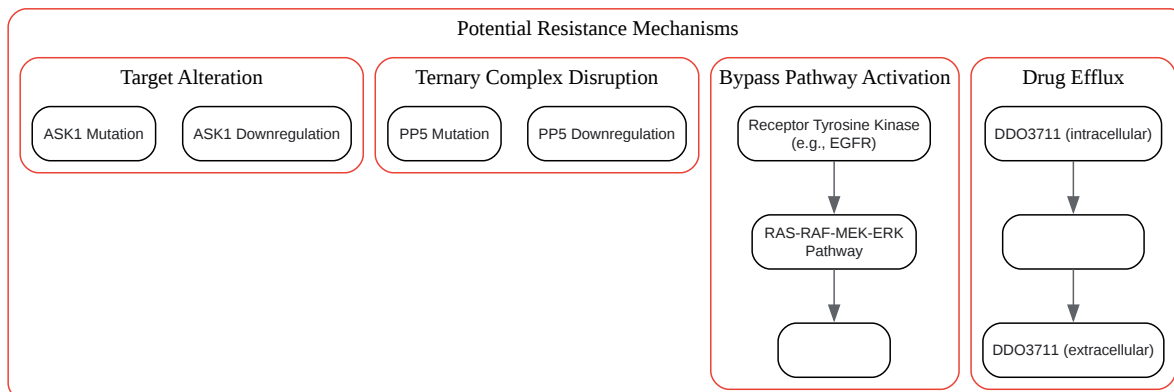 Potential Resistance Mechanisms
Target Alteration
ASK1 Mutation
ASK1 Downregulation
Ternary Complex Disruption
PP5 Mutation
PP5 Downregulation
Bypass Pathway Activation
Receptor Tyrosine Kinase
(e.g., EGFR)
RAS-RAF-MEK-ERK
Pathway
Drug Efflux
DDO3711 (intracellular)
DDO3711 (extracellular)